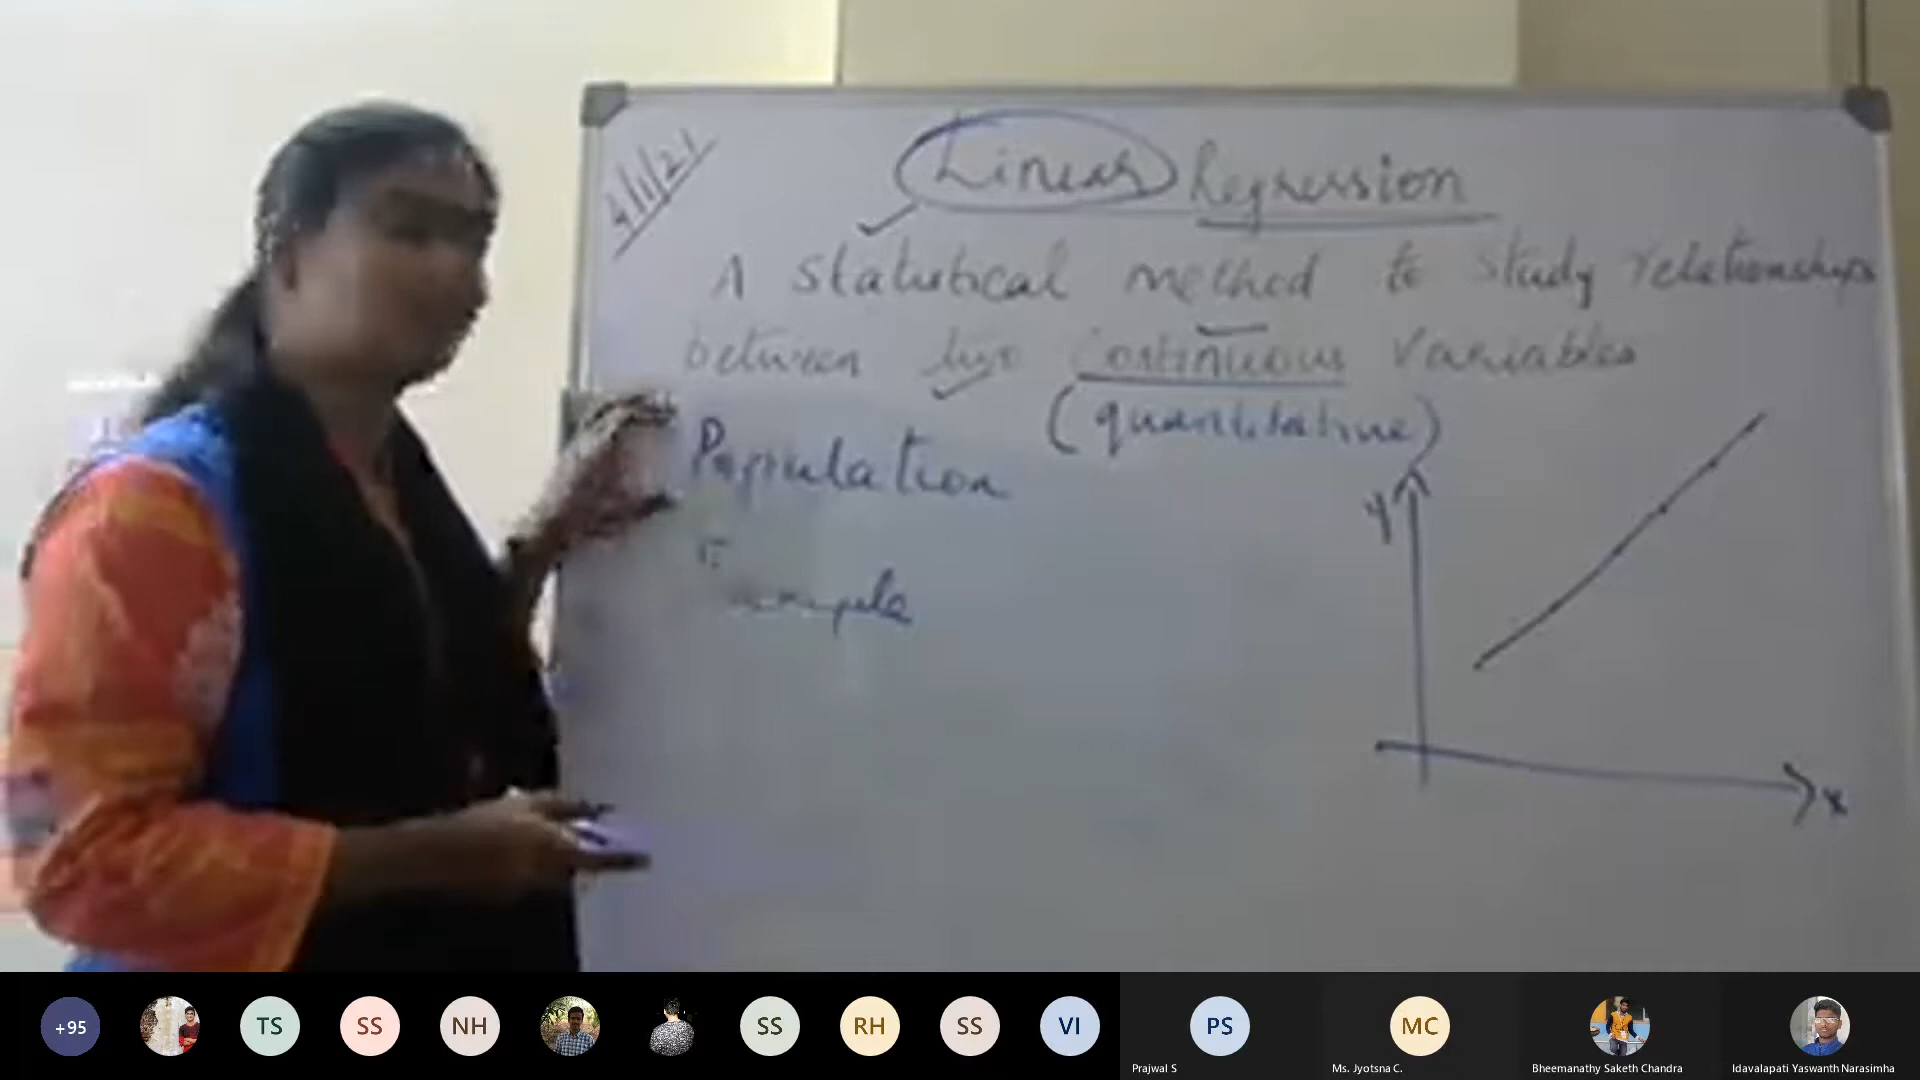 4/11/21
Linear Regression
A statistical method to study relationships
between two continuous variables
(quantitative)
Population
y
x
+95
TS
SS
NH
SS
RH
SS
VI
PS
MC
Prajwal S
Ms. Jyotsna C.
Bheemanathy Saketh Chandra
Idavalapati Yaswanth Narasimha